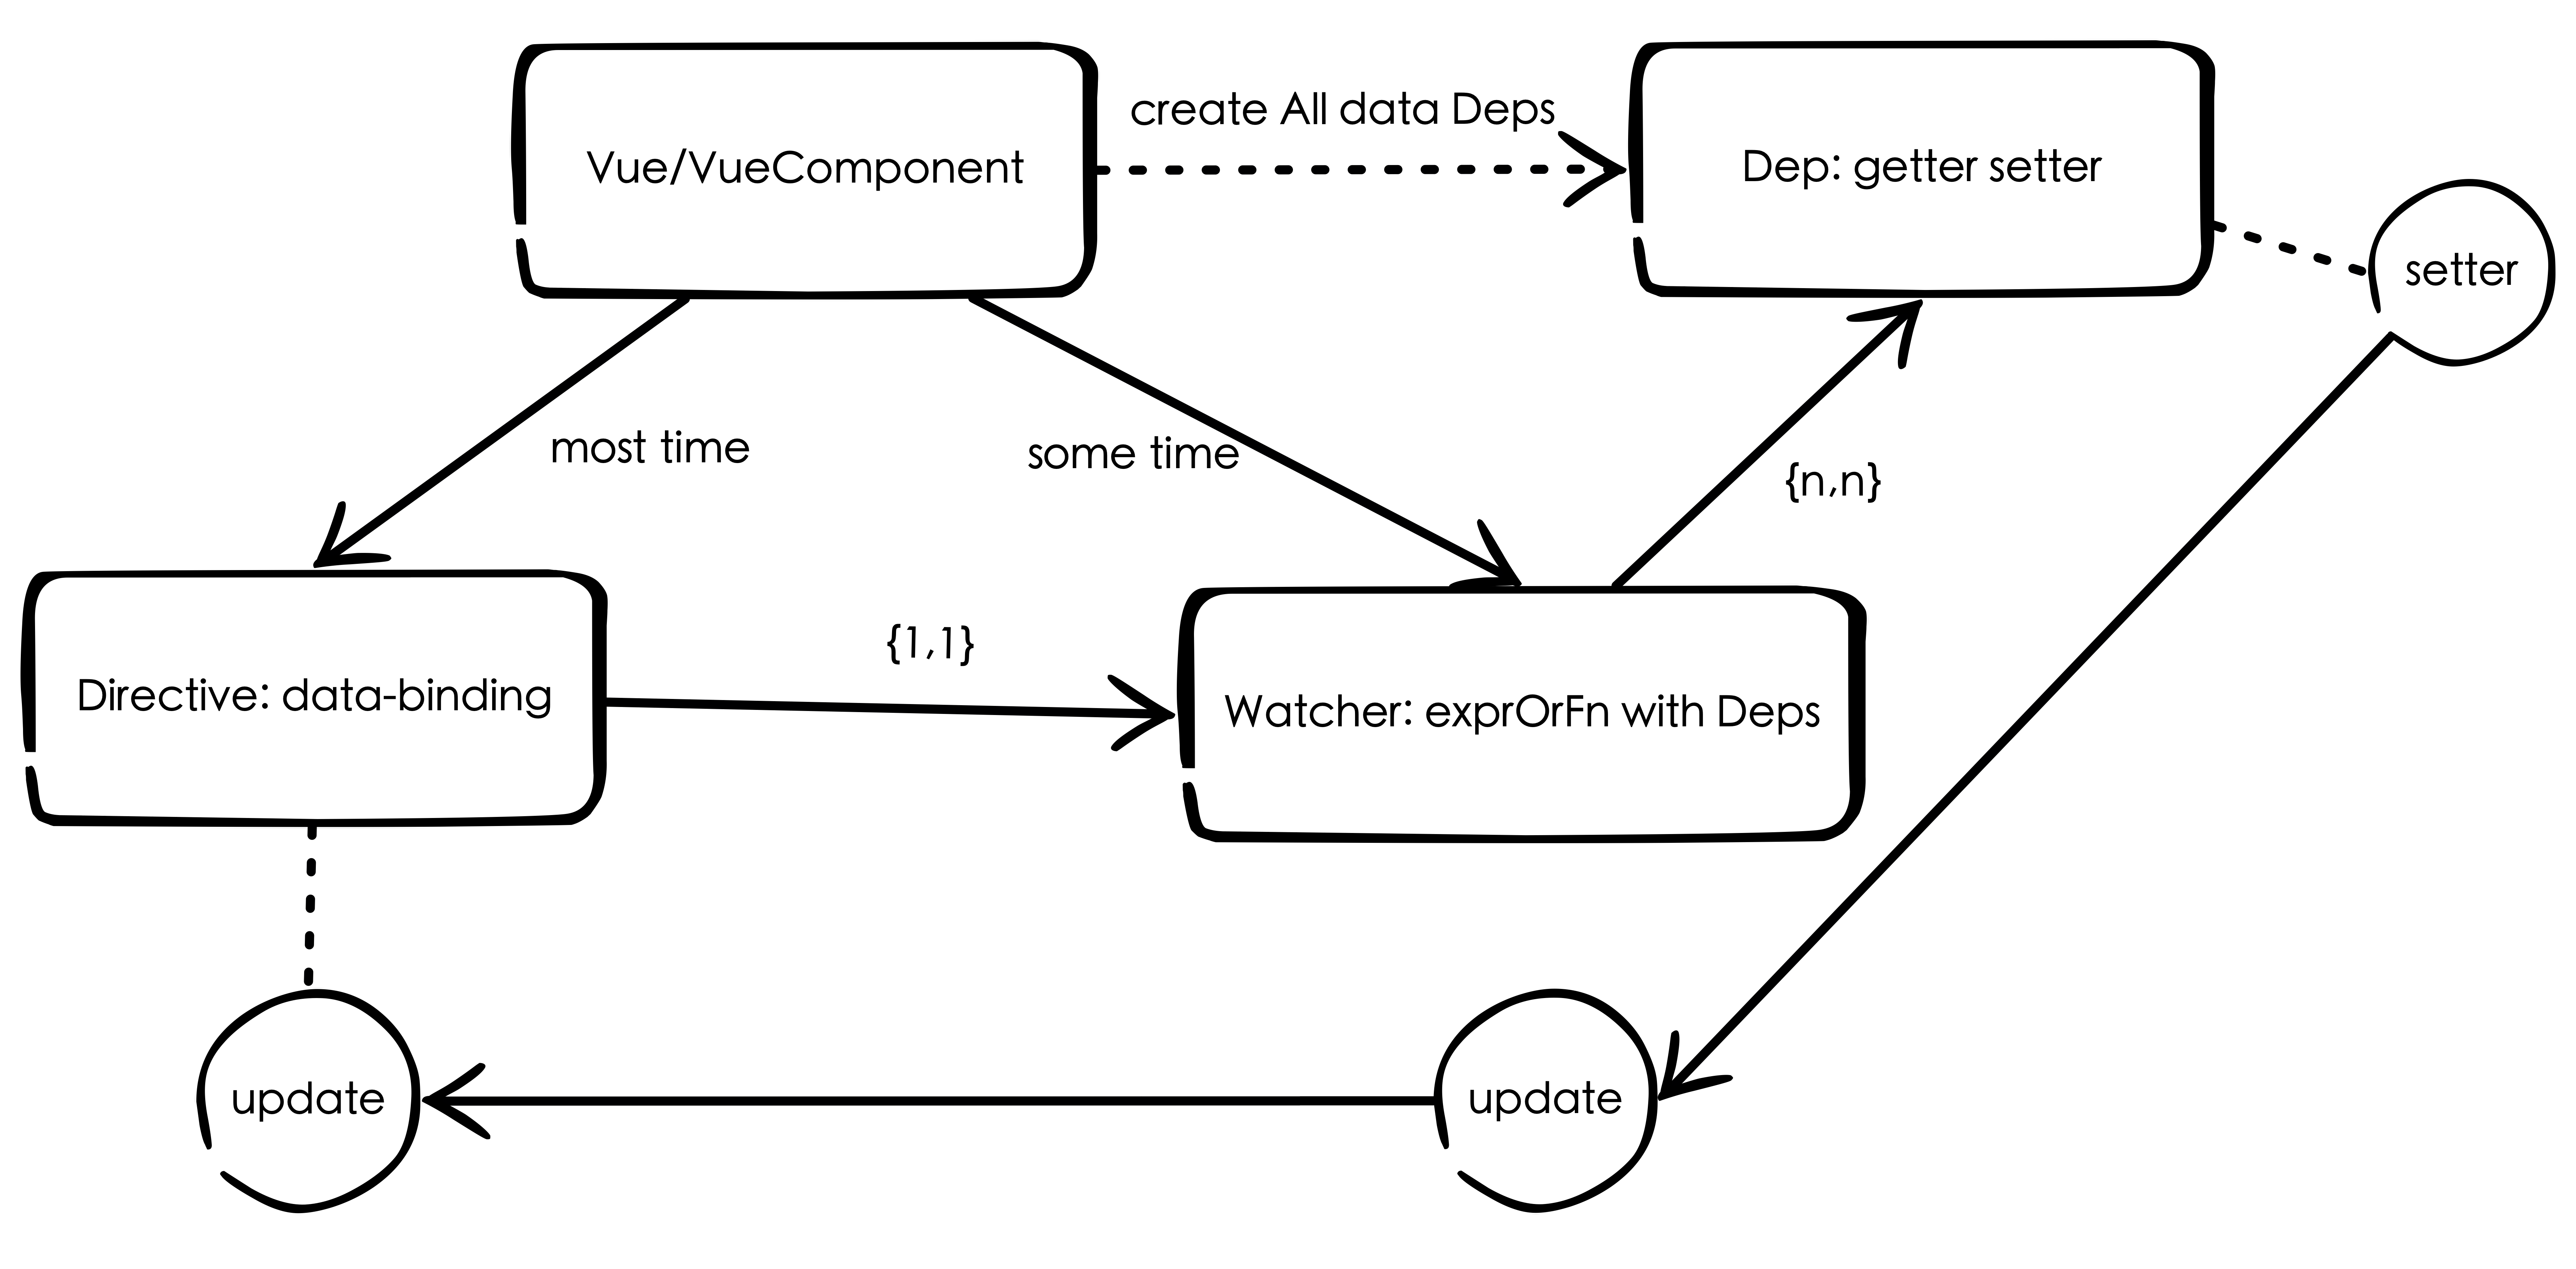 create All data Deps
Vue/VueComponent
Dep: getter setter
setter
most time
some time
{n,n}
{1,1}
Directive: data-binding
Watcher: exprOrFn with Deps
update
update